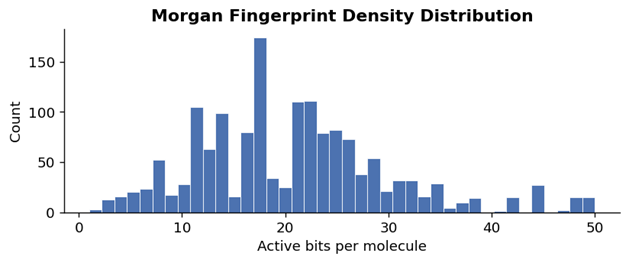 Morgan Fingerprint Density Distribution
Count
150
100
50
0
0 10 20 30 40 50
Active bits per molecule